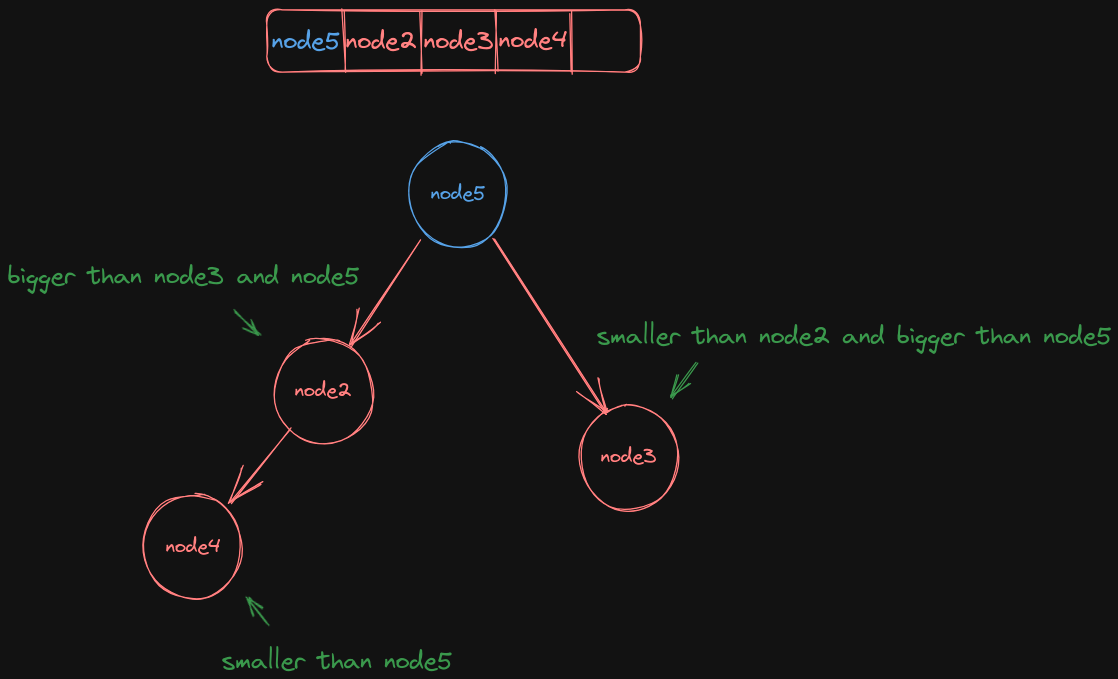 node5 node2 node3 node4
node5
bigger than node3 and node5
smaller than node2 and bigger than node5
node2
node3
node4
smaller than node5